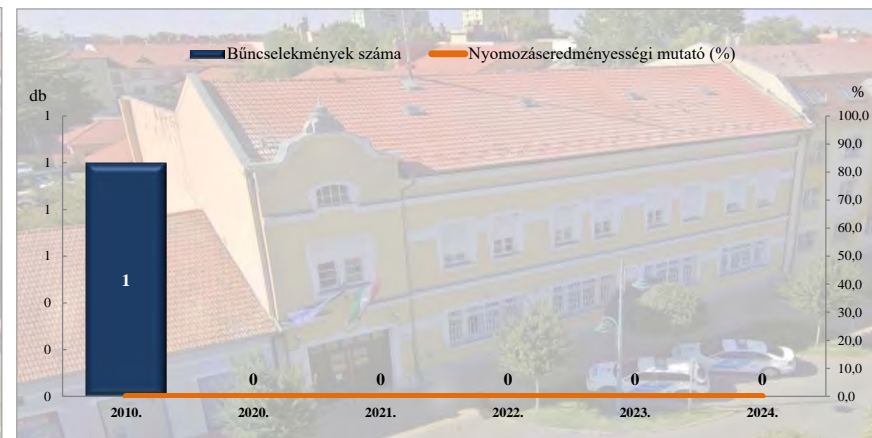 Bűncselekmények száma Nyomozáseredményességi mutató (%)
db %
1 100,0
90,0
1 80,0
70,0
1 60,0
1 50,0
1 40,0
0 30,0
0 20,0
10,0
0 0 0 0 0
0 0,0
2010. 2020. 2021. 2022. 2023. 2024.